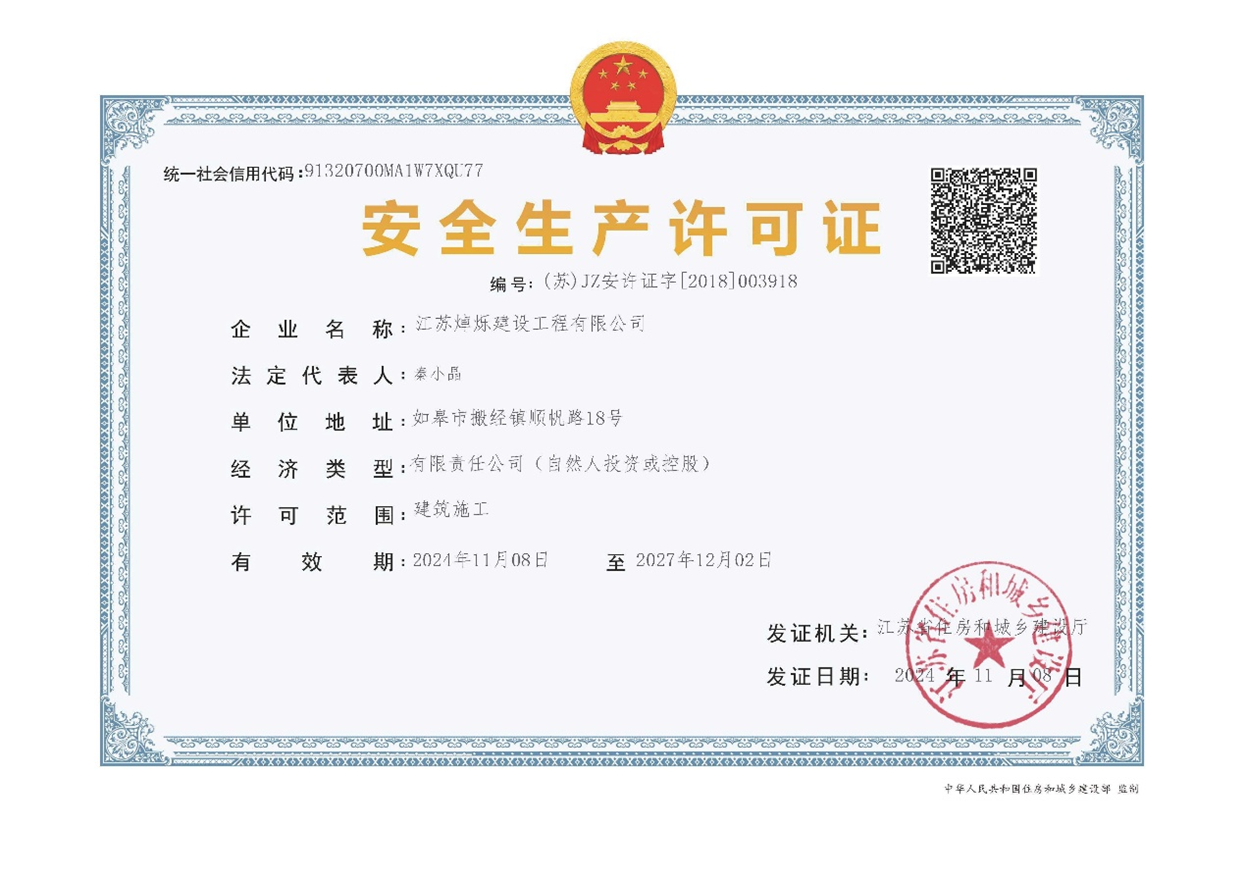 统一社会信用代码:91320700MA1W7XQU77
安全生产许可证
编号:(苏)JZ安许证字[2018]003918
企业名称:江苏焯烁建设工程有限公司
法定代表人:秦小晶
单位地址:如皋市搬经镇顺帆路18号
经济类型:有限责任公司（自然人投资或控股）
许可范围:建筑施工
有效期:2024年11月08日 至 2027年12月02日
发证机关:江苏省住房和城乡建设厅
发证日期: 2024 年 11 月 08 日
江苏省住房和城乡建设厅
中华人民共和国住房和城乡建设部 监制